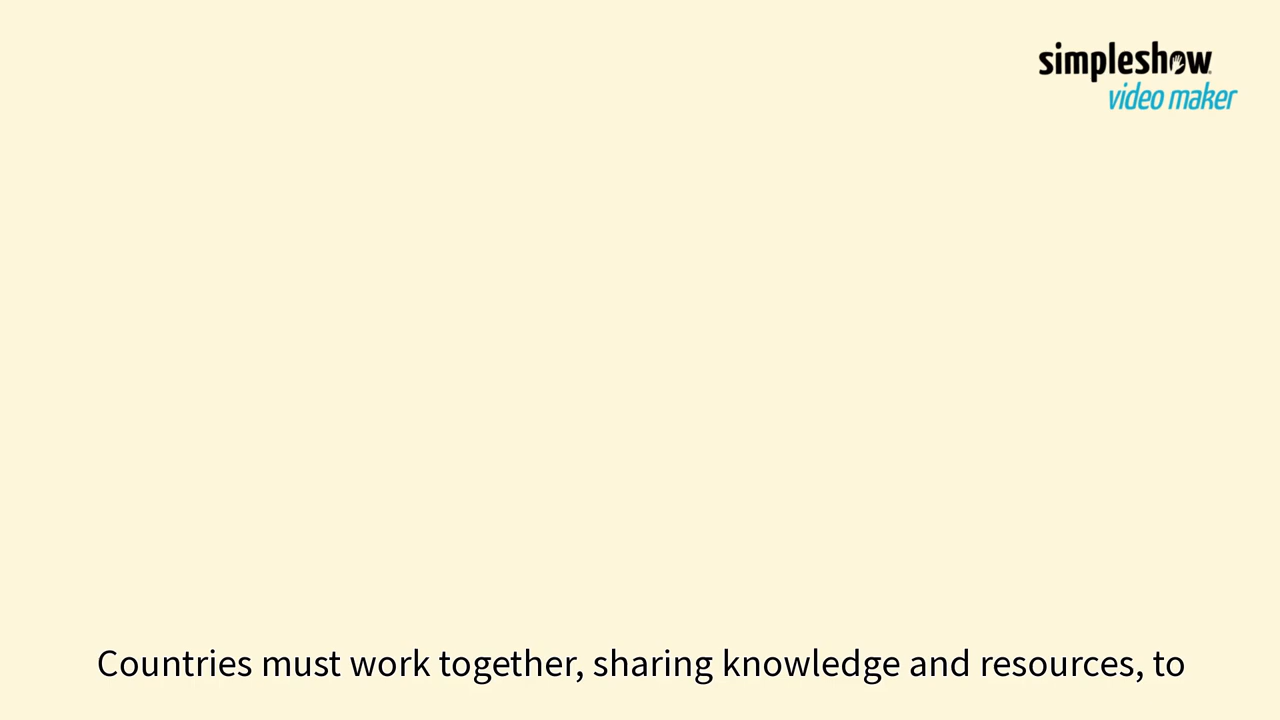 simpleshow
video maker
Countries must work together, sharing knowledge and resources, to